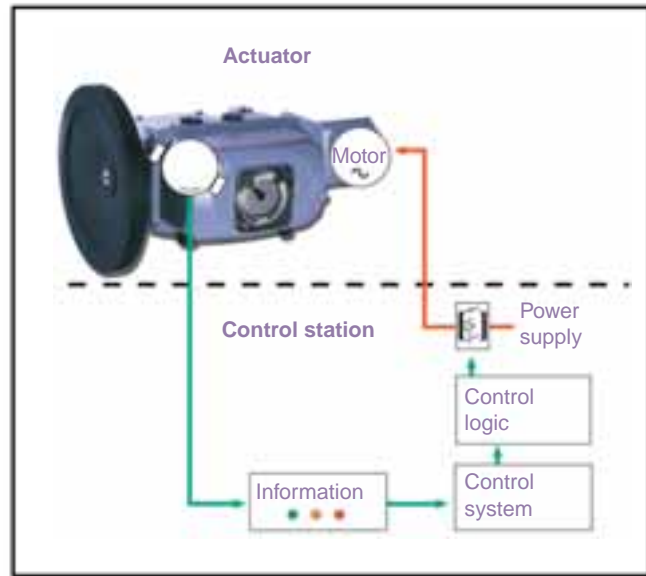 Actuator
Motor
Control station
Power
supply
Control
logic
Information
Control
system